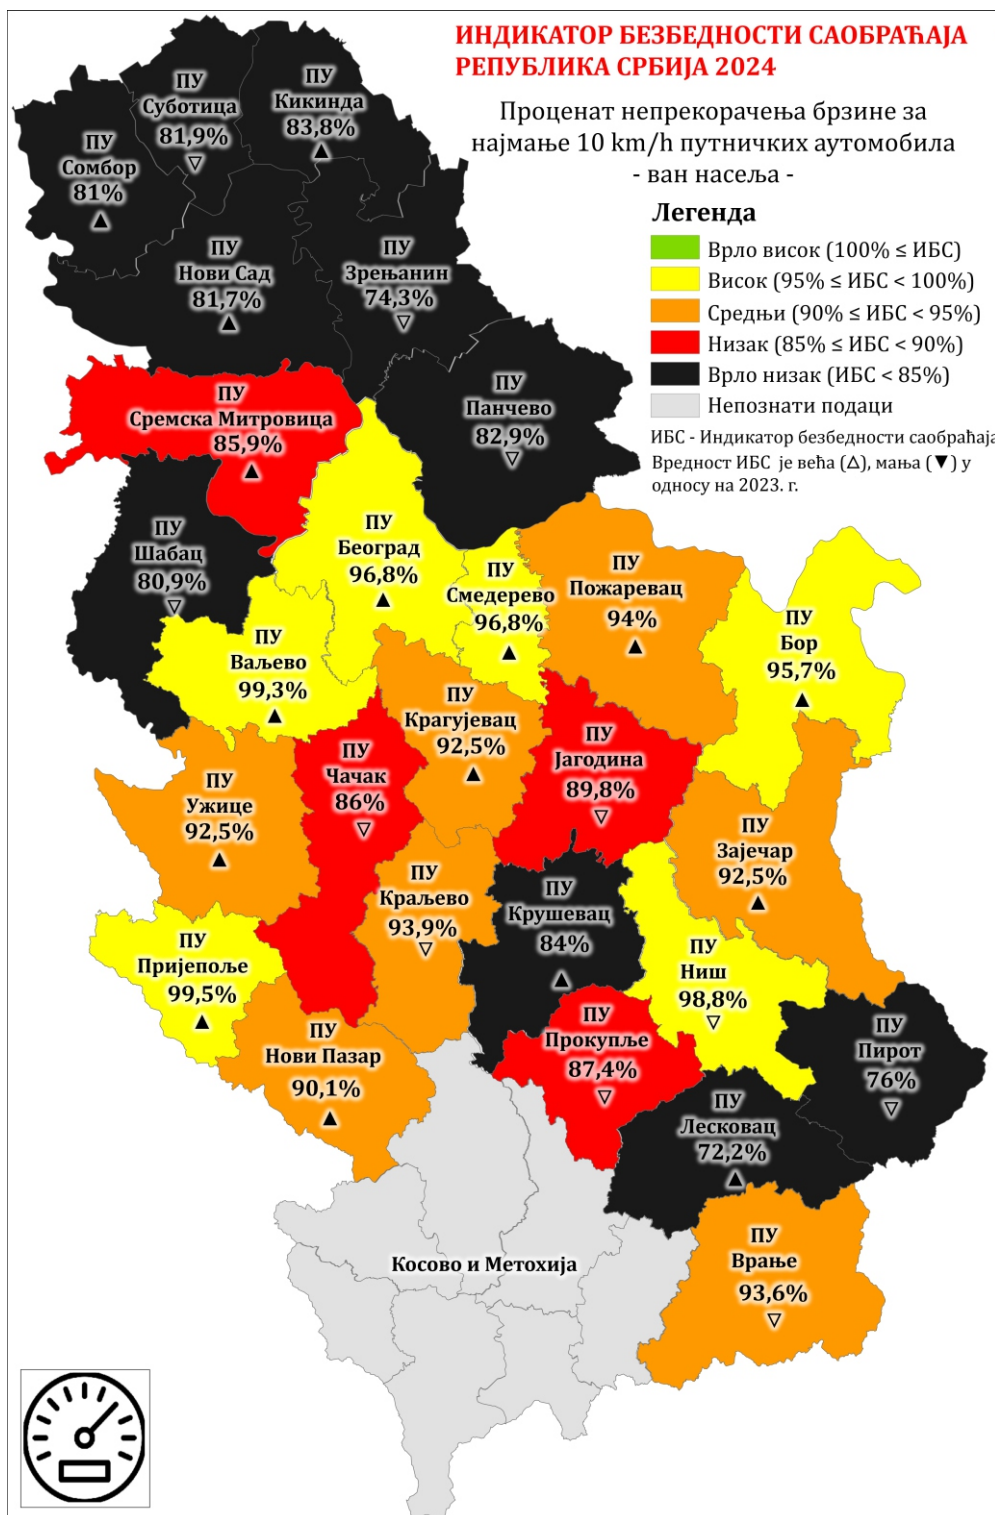 ИНДИКАТОР БЕЗБЕДНОСТИ САОБРАЋАЈА
РЕПУБЛИКА СРБИЈА 2024
Проценат непрекорачења брзине за
најмање 10 km/h путничких аутомобила
- ван насеља -
Легенда
Врло висок (100% ≤ ИБС)
Висок (95% ≤ ИБС < 100%)
Средњи (90% ≤ ИБС < 95%)
Низак (85% ≤ ИБС < 90%)
Врло низак (ИБС < 85%)
Непознати подаци
ИБС - Индикатор безбедности саобраћаја
Вредност ИБС је већа (△), мања (▼) у
односу на 2023. г.
ПУ
Суботица
81,9%
▽
ПУ
Кикинда
83,8%
▲
ПУ
Сомбор
81%
▲
ПУ
Нови Сад
81,7%
▲
ПУ
Зрењанин
74,3%
▽
ПУ
Сремска Митровица
85,9%
▲
ПУ
Панчево
82,9%
▽
ПУ
Шабац
80,9%
▽
ПУ
Београд
96,8%
▲
ПУ
Смедерево
96,8%
▲
ПУ
Пожаревац
94%
▲
ПУ
Бор
95,7%
▲
ПУ
Ваљево
99,3%
▲
ПУ
Крагујевац
92,5%
▲
ПУ
Чачак
86%
▽
ПУ
Јагодина
89,8%
▽
ПУ
Ужице
92,5%
▲
ПУ
Зајечар
92,5%
▲
ПУ
Краљево
93,9%
▽
ПУ
Крушевац
84%
▲
ПУ
Пријепоље
99,5%
▲
ПУ
Ниш
98,8%
▽
ПУ
Нови Пазар
90,1%
▲
ПУ
Прокупље
87,4%
▽
ПУ
Пирот
76%
▽
ПУ
Лесковац
72,2%
▲
Косово и Метохија
ПУ
Врање
93,6%
▽